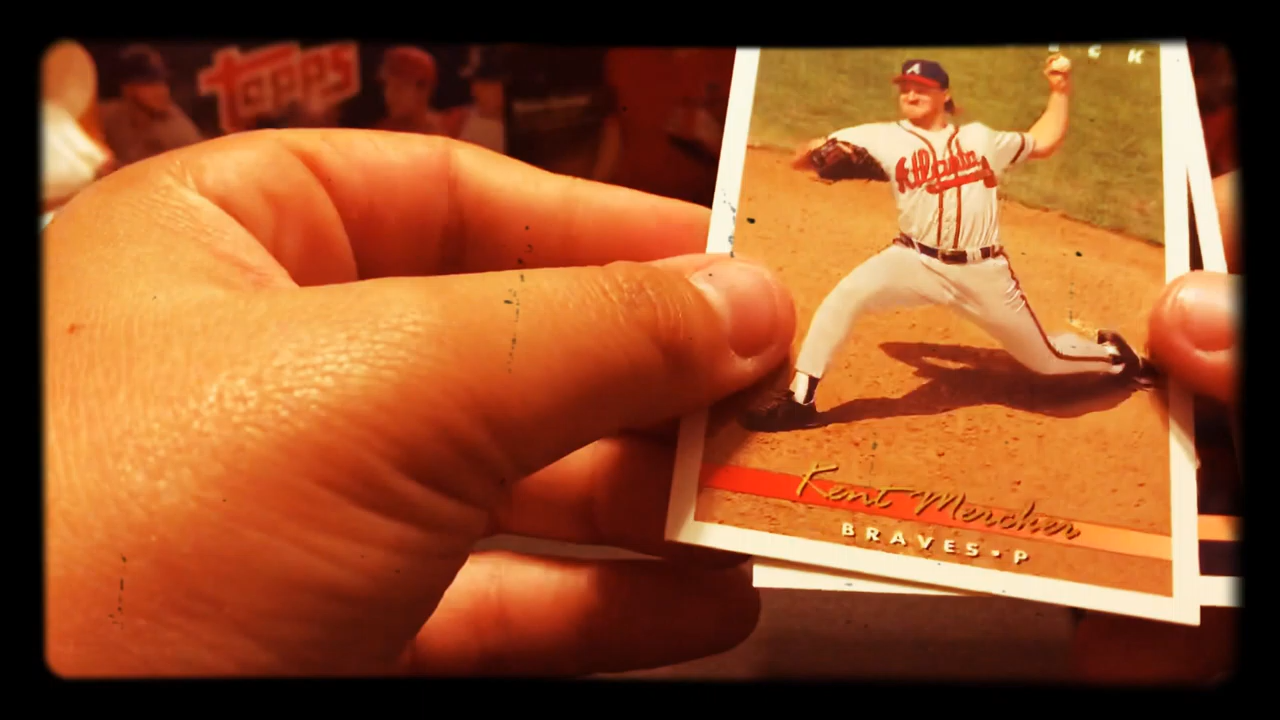 Topps
C K
Atlanta
Kent Mercker
BRAVES • P